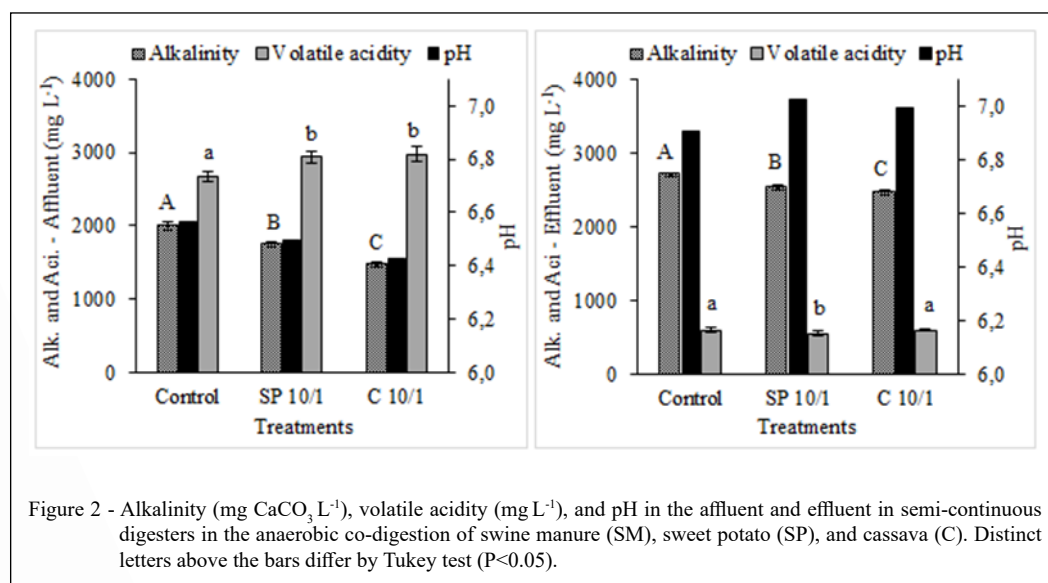 Alkalinity Volatile acidity pH
4000
3000
2000
1000
0
Alk. and Aci. - Affluent (mg L-1)
A
a
B
b
C
b
7,0
6,8
6,6
6,4
6,2
6,0
pH
Control SP 10/1 C 10/1
Treatments
Alkalinity Volatile acidity pH
4000
3000
2000
1000
0
Alk. and Aci - Effluent (mg L-1)
A
a
B
b
C
a
7,0
6,8
6,6
6,4
6,2
6,0
pH
Control SP 10/1 C 10/1
Treatments
Figure 2 - Alkalinity (mg CaCO3 L-1), volatile acidity (mg L-1), and pH in the affluent and effluent in semi-continuous
digesters in the anaerobic co-digestion of swine manure (SM), sweet potato (SP), and cassava (C). Distinct
letters above the bars differ by Tukey test (P<0.05).